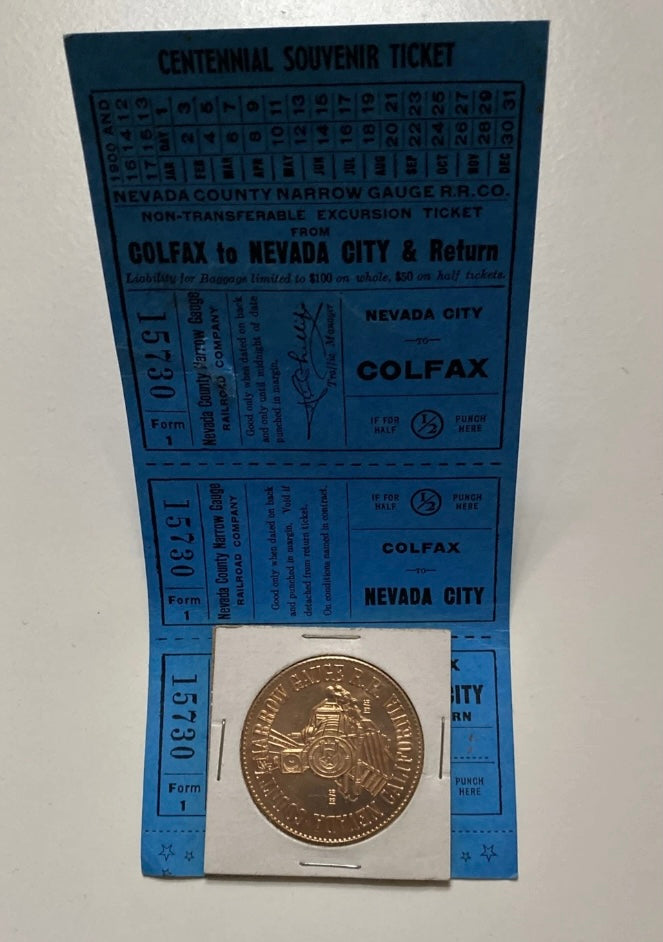 CENTENNIAL SOUVENIR TICKET
1900 AND
16 14 12
17 15 13
JAN FEB MAR APR MAY JUN JUL AUG SEP OCT NOV DEC
DAY 1 2 3 4 5 6 7 8 9 10 11 12 13 14 15 16 17 18 19 20 21 22 23 24 25 26 27 28 29 30 31
NEVADA COUNTY NARROW GAUGE R.R.CO.
NON-TRANSFERABLE EXCURSION TICKET
FROM
COLFAX to NEVADA CITY & Return
Liability for Baggage limited to $100 on whole, $50 on half tickets.
15730
Form
1
Nevada County Narrow Gauge
RAILROAD COMPANY
Good only when dated on back
and only until midnight of date
punched in margin.
Traffic Manager
NEVADA CITY
—TO—
COLFAX
IF FOR
HALF
1/2
PUNCH
HERE
15730
Form
1
Nevada County Narrow Gauge
RAILROAD COMPANY
Good only when dated on back
and punched in margin. Void if
detached from return ticket.
On conditions named in contract.
IF FOR
HALF
1/2
PUNCH
HERE
COLFAX
—TO—
NEVADA CITY
15730
Form
1
X
CITY
RN
PUNCH
HERE
NEVADA COUNTY NARROW GAUGE R.R. CALIFORNIA
1876